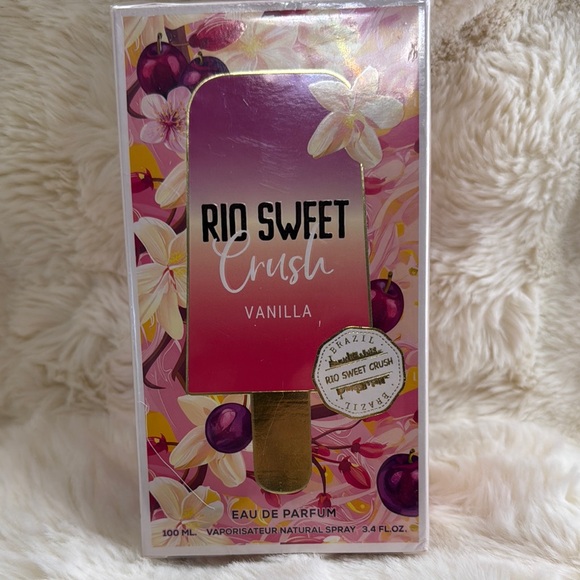 RIO SWEET
Crush
VANILLA
BRAZIL
RIO SWEET CRUSH
BRAZIL
EAU DE PARFUM
100 ML. VAPORISATEUR NATURAL SPRAY 3.4 FL.OZ.